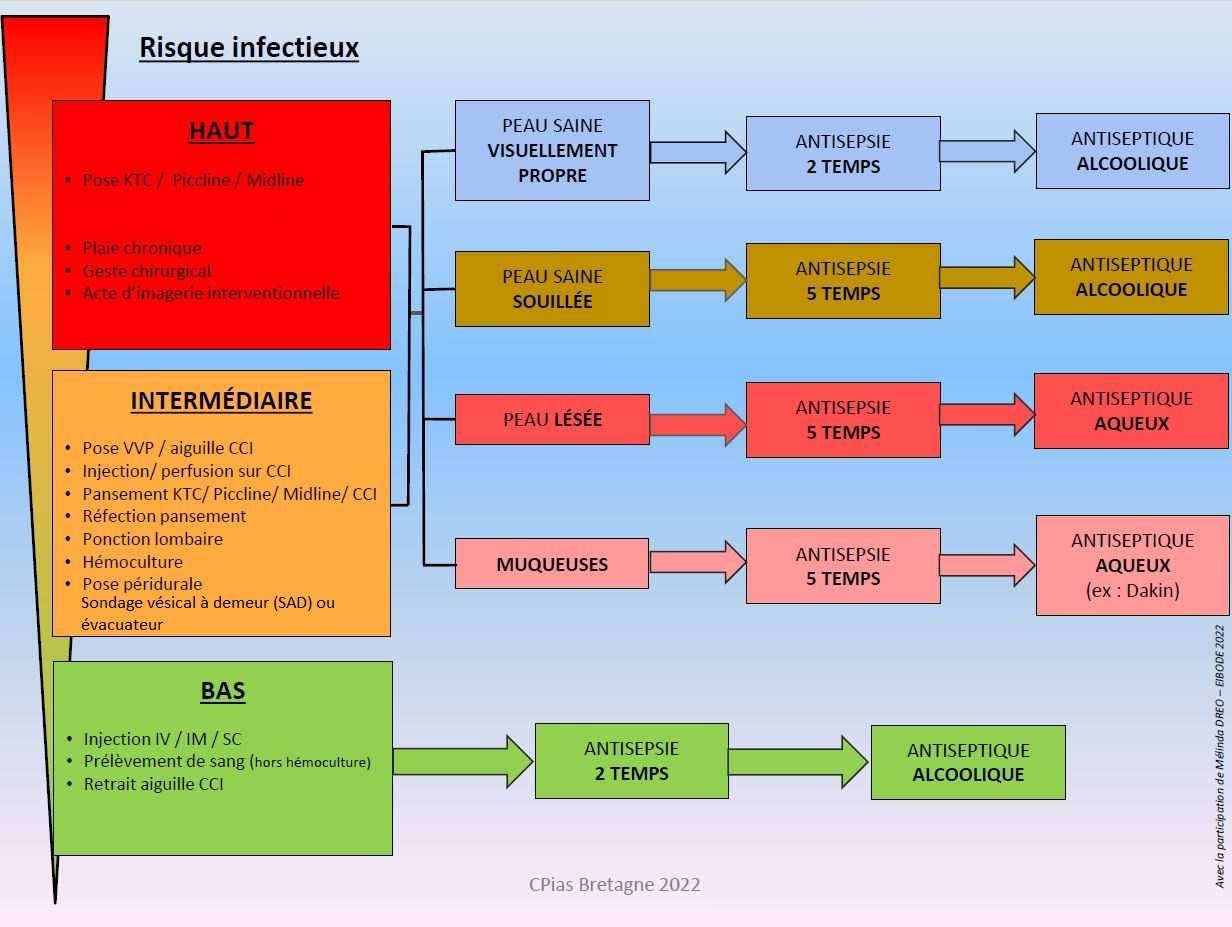 Risque infectieux
HAUT
• Pose KTC / Piccline / Midline
• Plaie chronique
• Geste chirurgical
• Acte d’imagerie interventionnelle
INTERMÉDIAIRE
• Pose VVP / aiguille CCI
• Injection/ perfusion sur CCI
• Pansement KTC/ Piccline/ Midline/ CCI
• Réfection pansement
• Ponction lombaire
• Hémoculture
• Pose péridurale
Sondage vésical à demeur (SAD) ou
évacuateur
BAS
• Injection IV / IM / SC
• Prélèvement de sang (hors hémoculture)
• Retrait aiguille CCI
PEAU SAINE
VISUELLEMENT
PROPRE
ANTISEPSIE
2 TEMPS
ANTISEPTIQUE
ALCOOLIQUE
PEAU SAINE
SOUILLÉE
ANTISEPSIE
5 TEMPS
ANTISEPTIQUE
ALCOOLIQUE
PEAU LÉSÉE
ANTISEPSIE
5 TEMPS
ANTISEPTIQUE
AQUEUX
MUQUEUSES
ANTISEPSIE
5 TEMPS
ANTISEPTIQUE
AQUEUX
(ex : Dakin)
ANTISEPSIE
2 TEMPS
ANTISEPTIQUE
ALCOOLIQUE
CPias Bretagne 2022
Avec la participation de Mélinda DREO – EIBODE 2022